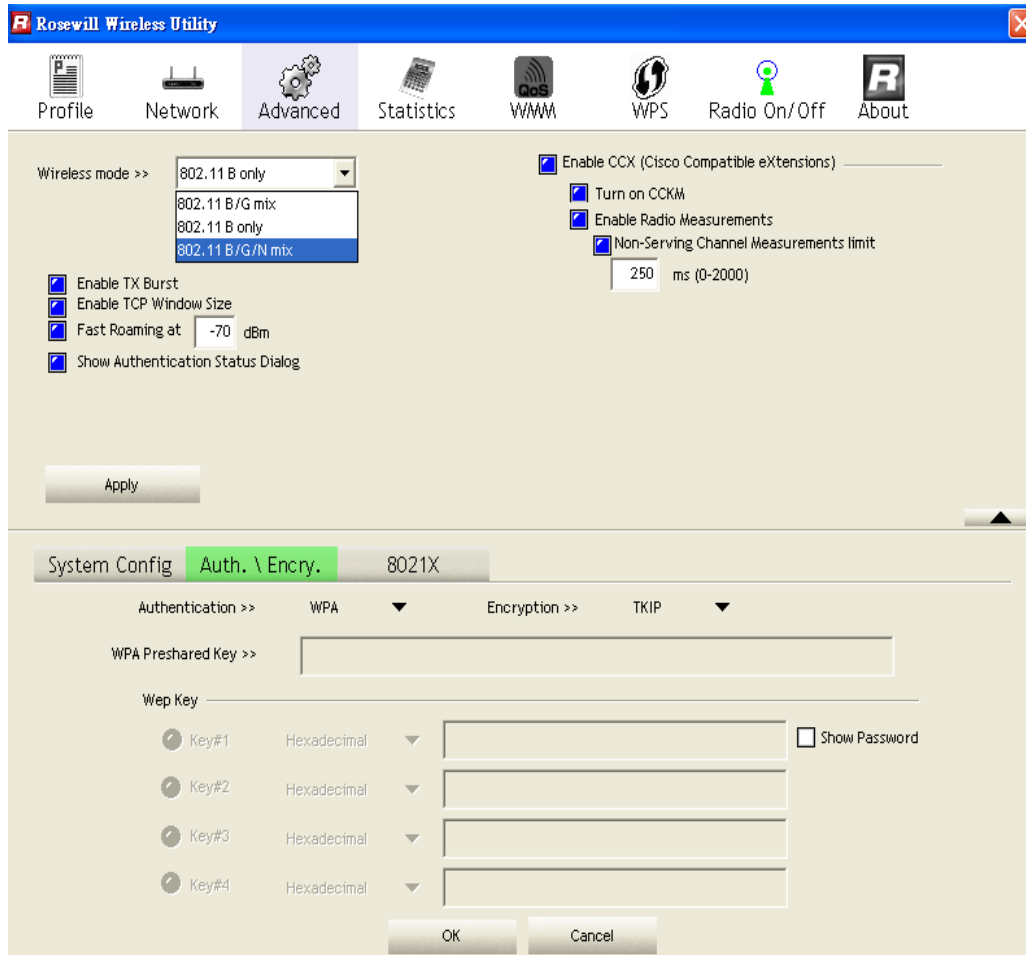 R Rosewill Wireless Utility
Profile Network Advanced Statistics QoS WMM WPS Radio On/Off R About
Wireless mode >> 802.11 B only
802.11 B/G mix
802.11 B only
802.11 B/G/N mix
Enable TX Burst
Enable TCP Window Size
Fast Roaming at -70 dBm
Show Authentication Status Dialog
Enable CCX (Cisco Compatible eXtensions)
Turn on CCKM
Enable Radio Measurements
Non-Serving Channel Measurements limit
250 ms (0-2000)
Apply
System Config Auth. \ Encry. 8021X
Authentication >> WPA Encryption >> TKIP
WPA Preshared Key >>
Wep Key
Key#1 Hexadecimal Show Password
Key#2 Hexadecimal
Key#3 Hexadecimal
Key#4 Hexadecimal
OK Cancel